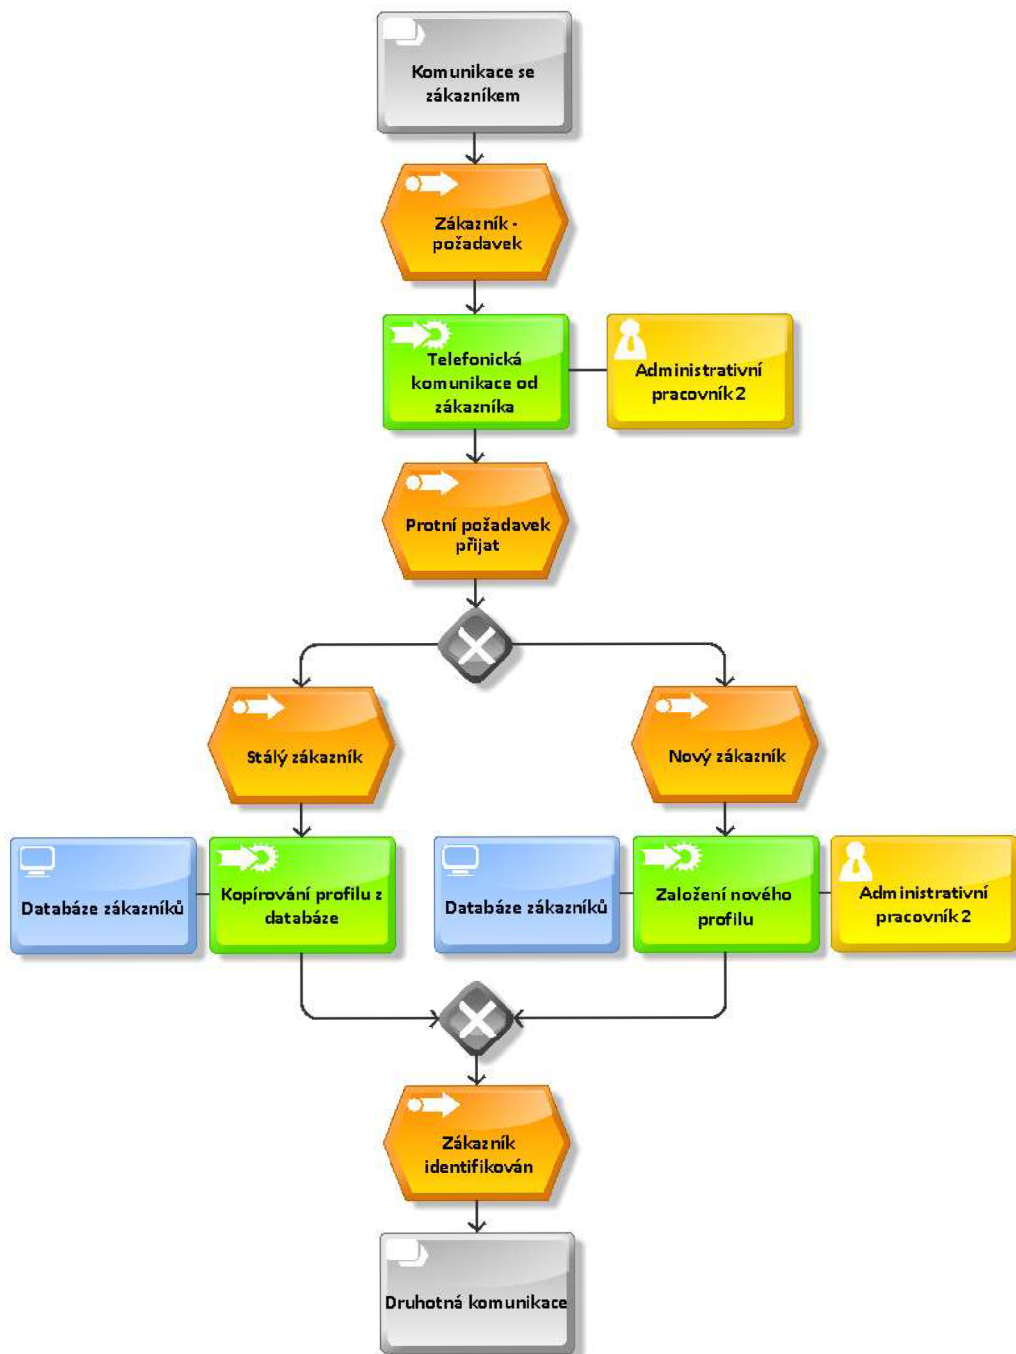 Komunikace se
zákazníkem
Zákazník -
požadavek
Telefonická
komunikace od
zákazníka
Administrativní
pracovník 2
Protní požadavek
přijat
Stálý zákazník
Nový zákazník
Databáze zákazníků
Kopírování profilu z
databáze
Databáze zákazníků
Založení nového
profilu
Administrativní
pracovník 2
Zákazník
identifikován
Druhotná komunikace